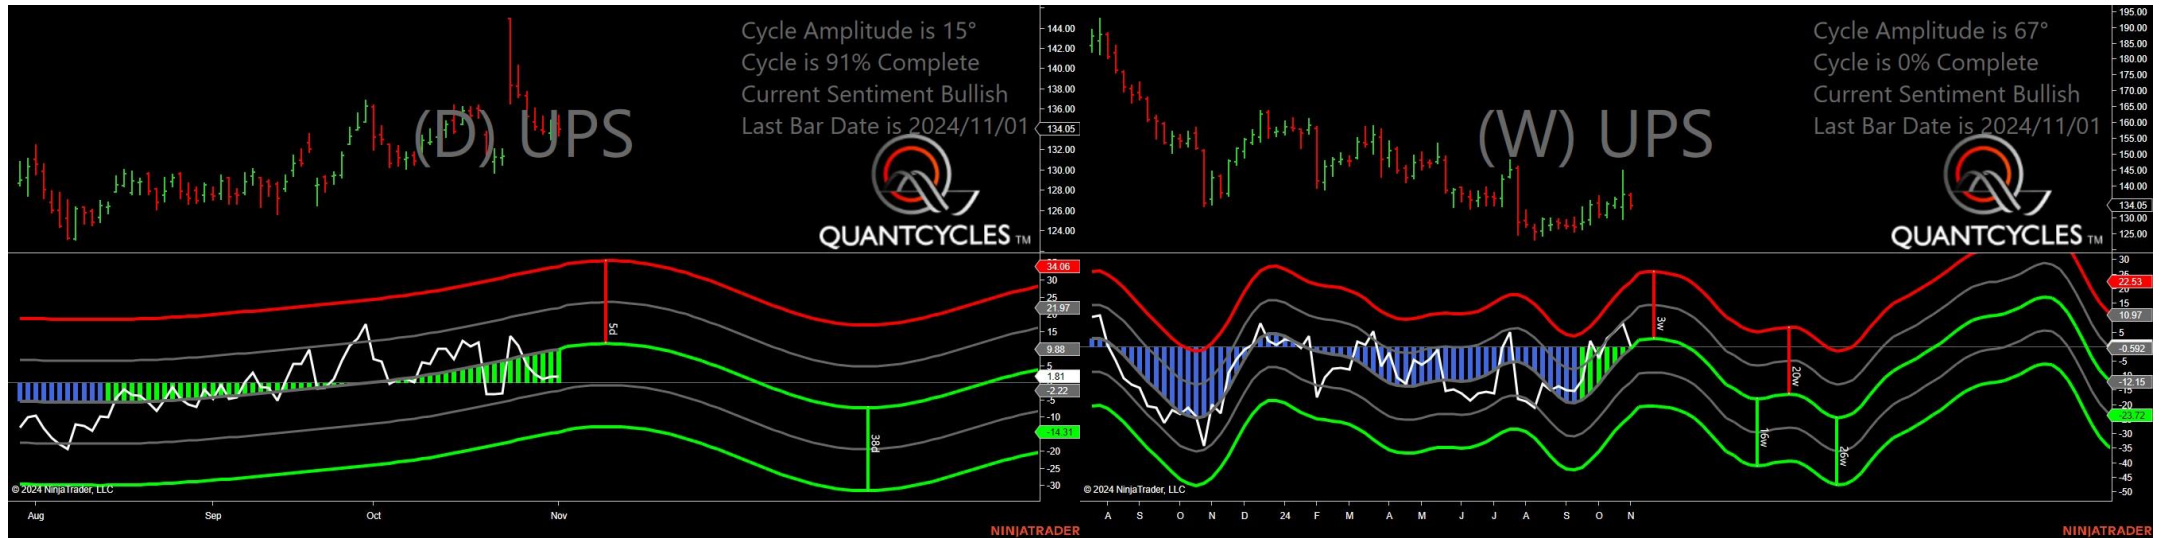 Cycle Amplitude is 15°
Cycle is 91% Complete
Current Sentiment Bullish
Last Bar Date is 2024/11/01
(D) UPS
QUANTCYCLES TM
144.00
142.00
140.00
138.00
136.00
134.05
132.00
130.00
128.00
126.00
124.00
34.06
30
25
21.97
20
15
9.88
1.81
-2.22
-5
-10
-14.31
-20
-25
-30
5d
38d
© 2024 NinjaTrader, LLC
Aug Sep Oct Nov
NINJATRADER
Cycle Amplitude is 67°
Cycle is 0% Complete
Current Sentiment Bullish
Last Bar Date is 2024/11/01
(W) UPS
QUANTCYCLES TM
195.00
190.00
185.00
180.00
175.00
170.00
165.00
160.00
155.00
150.00
145.00
140.00
134.05
130.00
125.00
30
22.53
20
15
10.97
5
-0.592
-12.15
-15
-20
-23.72
-30
-35
-40
-45
-50
3w
20w
16w
26w
© 2024 NinjaTrader, LLC
A S O N D 24 F M A M J J A S O N
NINJATRADER